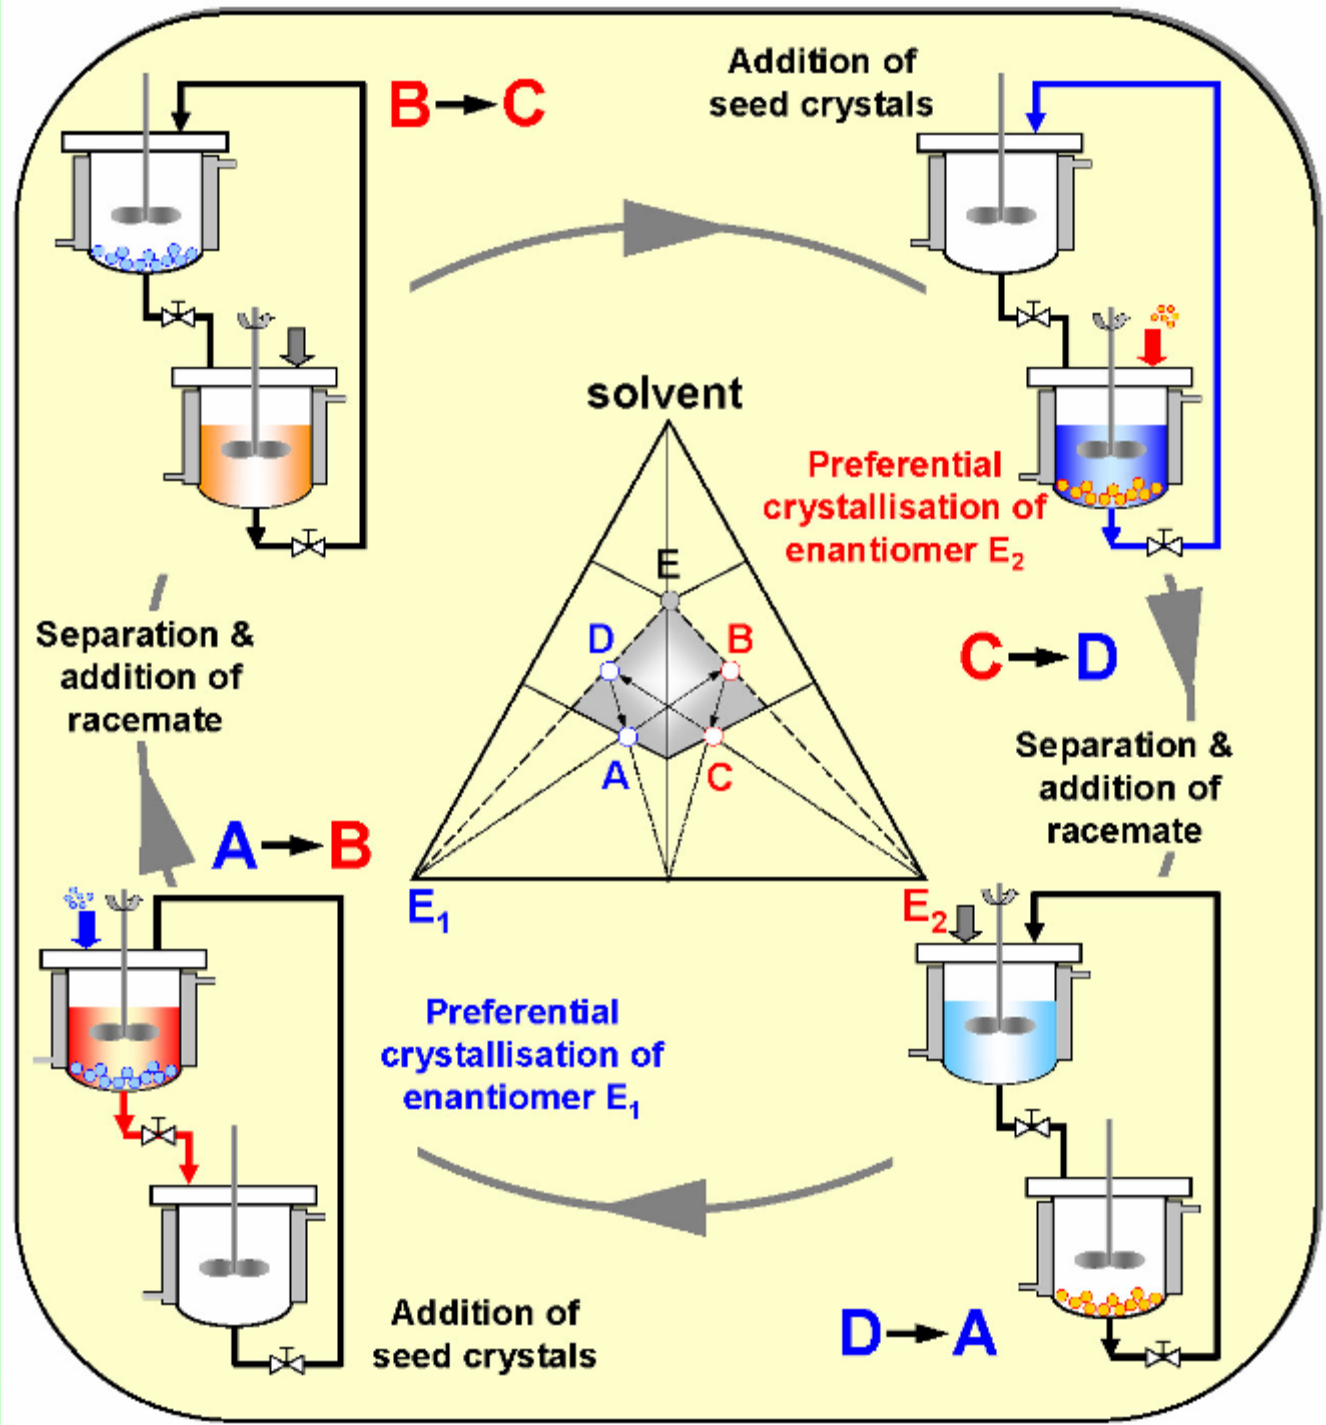 B→C
Addition of
seed crystals
solvent
Preferential
crystallisation of
enantiomer E₂
E
D
B
A
C
E₁
E₂
Separation &
addition of
racemate
C→D
Separation &
addition of
racemate
A→B
Preferential
crystallisation of
enantiomer E₁
Addition of
seed crystals
D→A